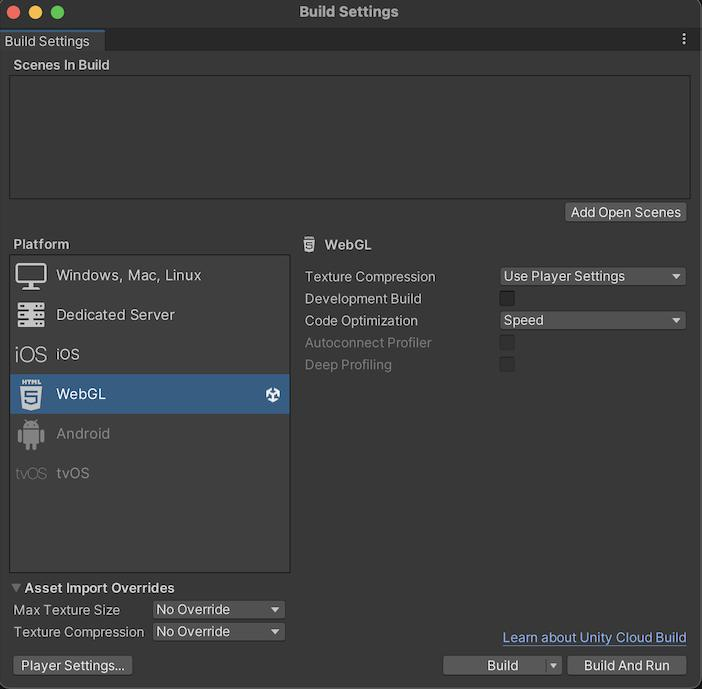 Build Settings
Build Settings
Scenes In Build
Add Open Scenes
Platform
Windows, Mac, Linux
Dedicated Server
iOS iOS
HTML
5 WebGL
Android
tvOS tvOS
WebGL
Texture Compression Use Player Settings
Development Build
Code Optimization Speed
Autoconnect Profiler
Deep Profiling
Asset Import Overrides
Max Texture Size No Override
Texture Compression No Override
Learn about Unity Cloud Build
Player Settings... Build Build And Run